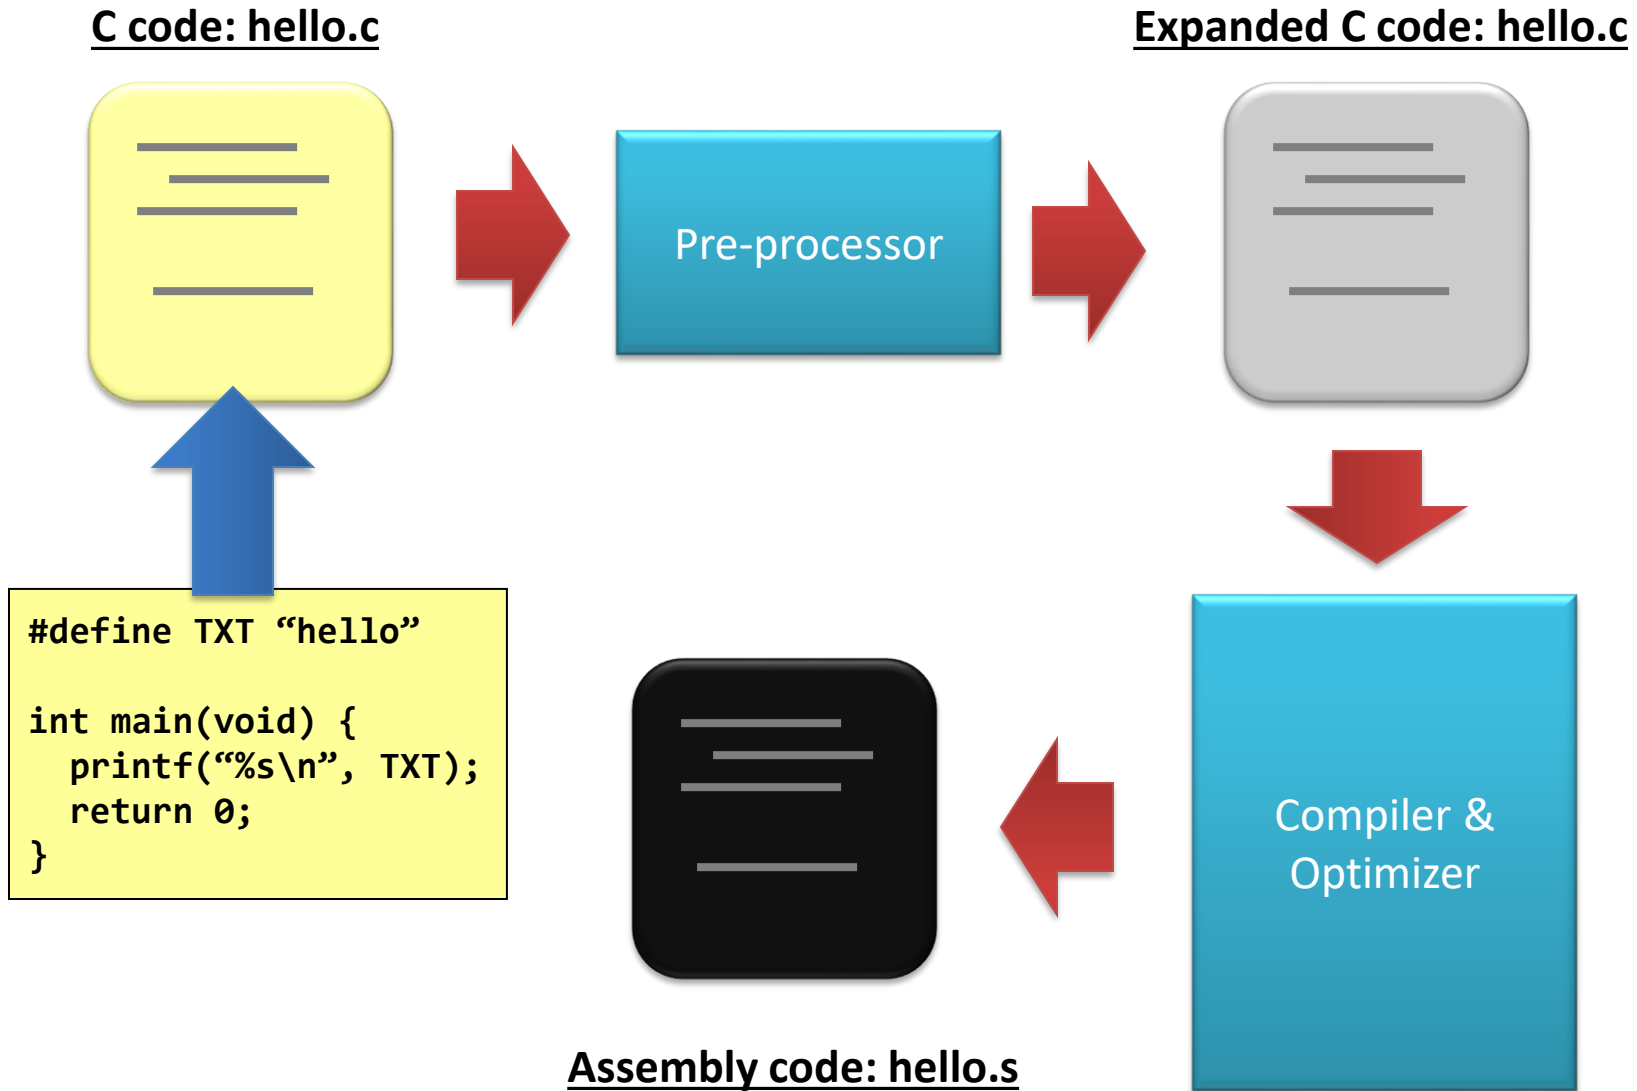 C code: hello.c
Expanded C code: hello.c
Pre-processor
#define TXT “hello”
int main(void) {
  printf(“%s\n”, TXT);
  return 0;
}
Compiler &
Optimizer
Assembly code: hello.s